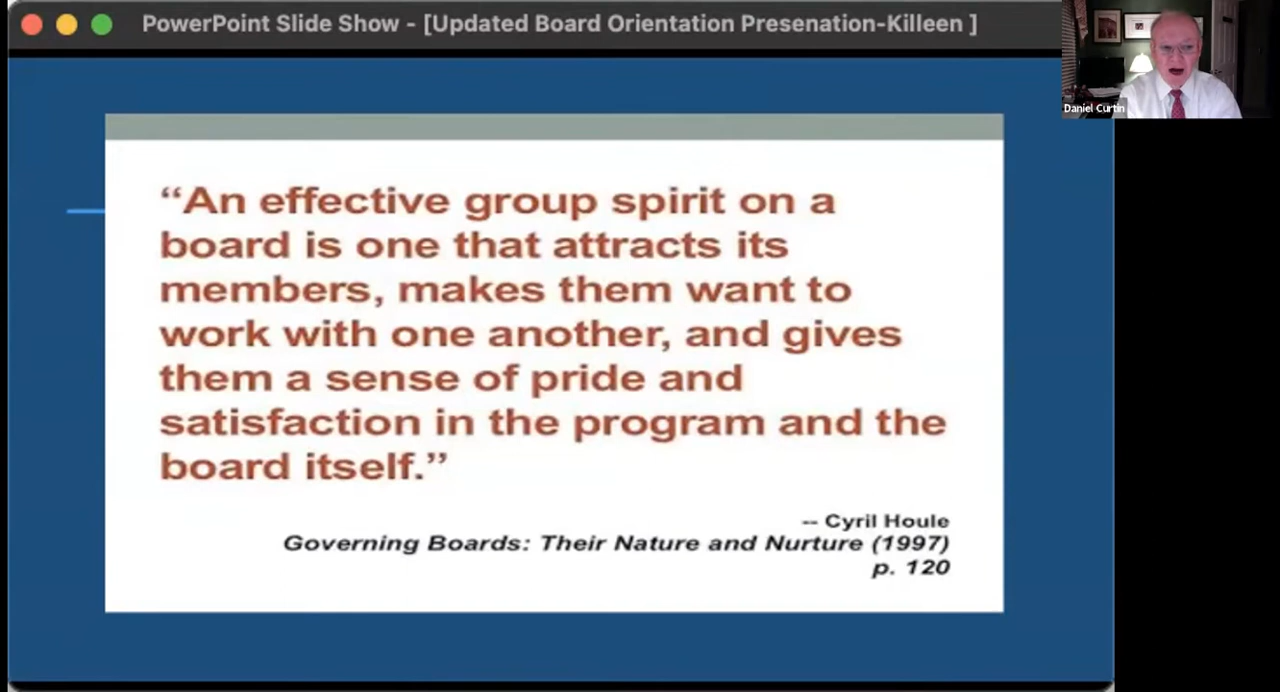 PowerPoint Slide Show - [Updated Board Orientation Presenation-Killeen ]
Daniel Curtin
“An effective group spirit on a
board is one that attracts its
members, makes them want to
work with one another, and gives
them a sense of pride and
satisfaction in the program and the
board itself.”
-- Cyril Houle
Governing Boards: Their Nature and Nurture (1997)
p. 120